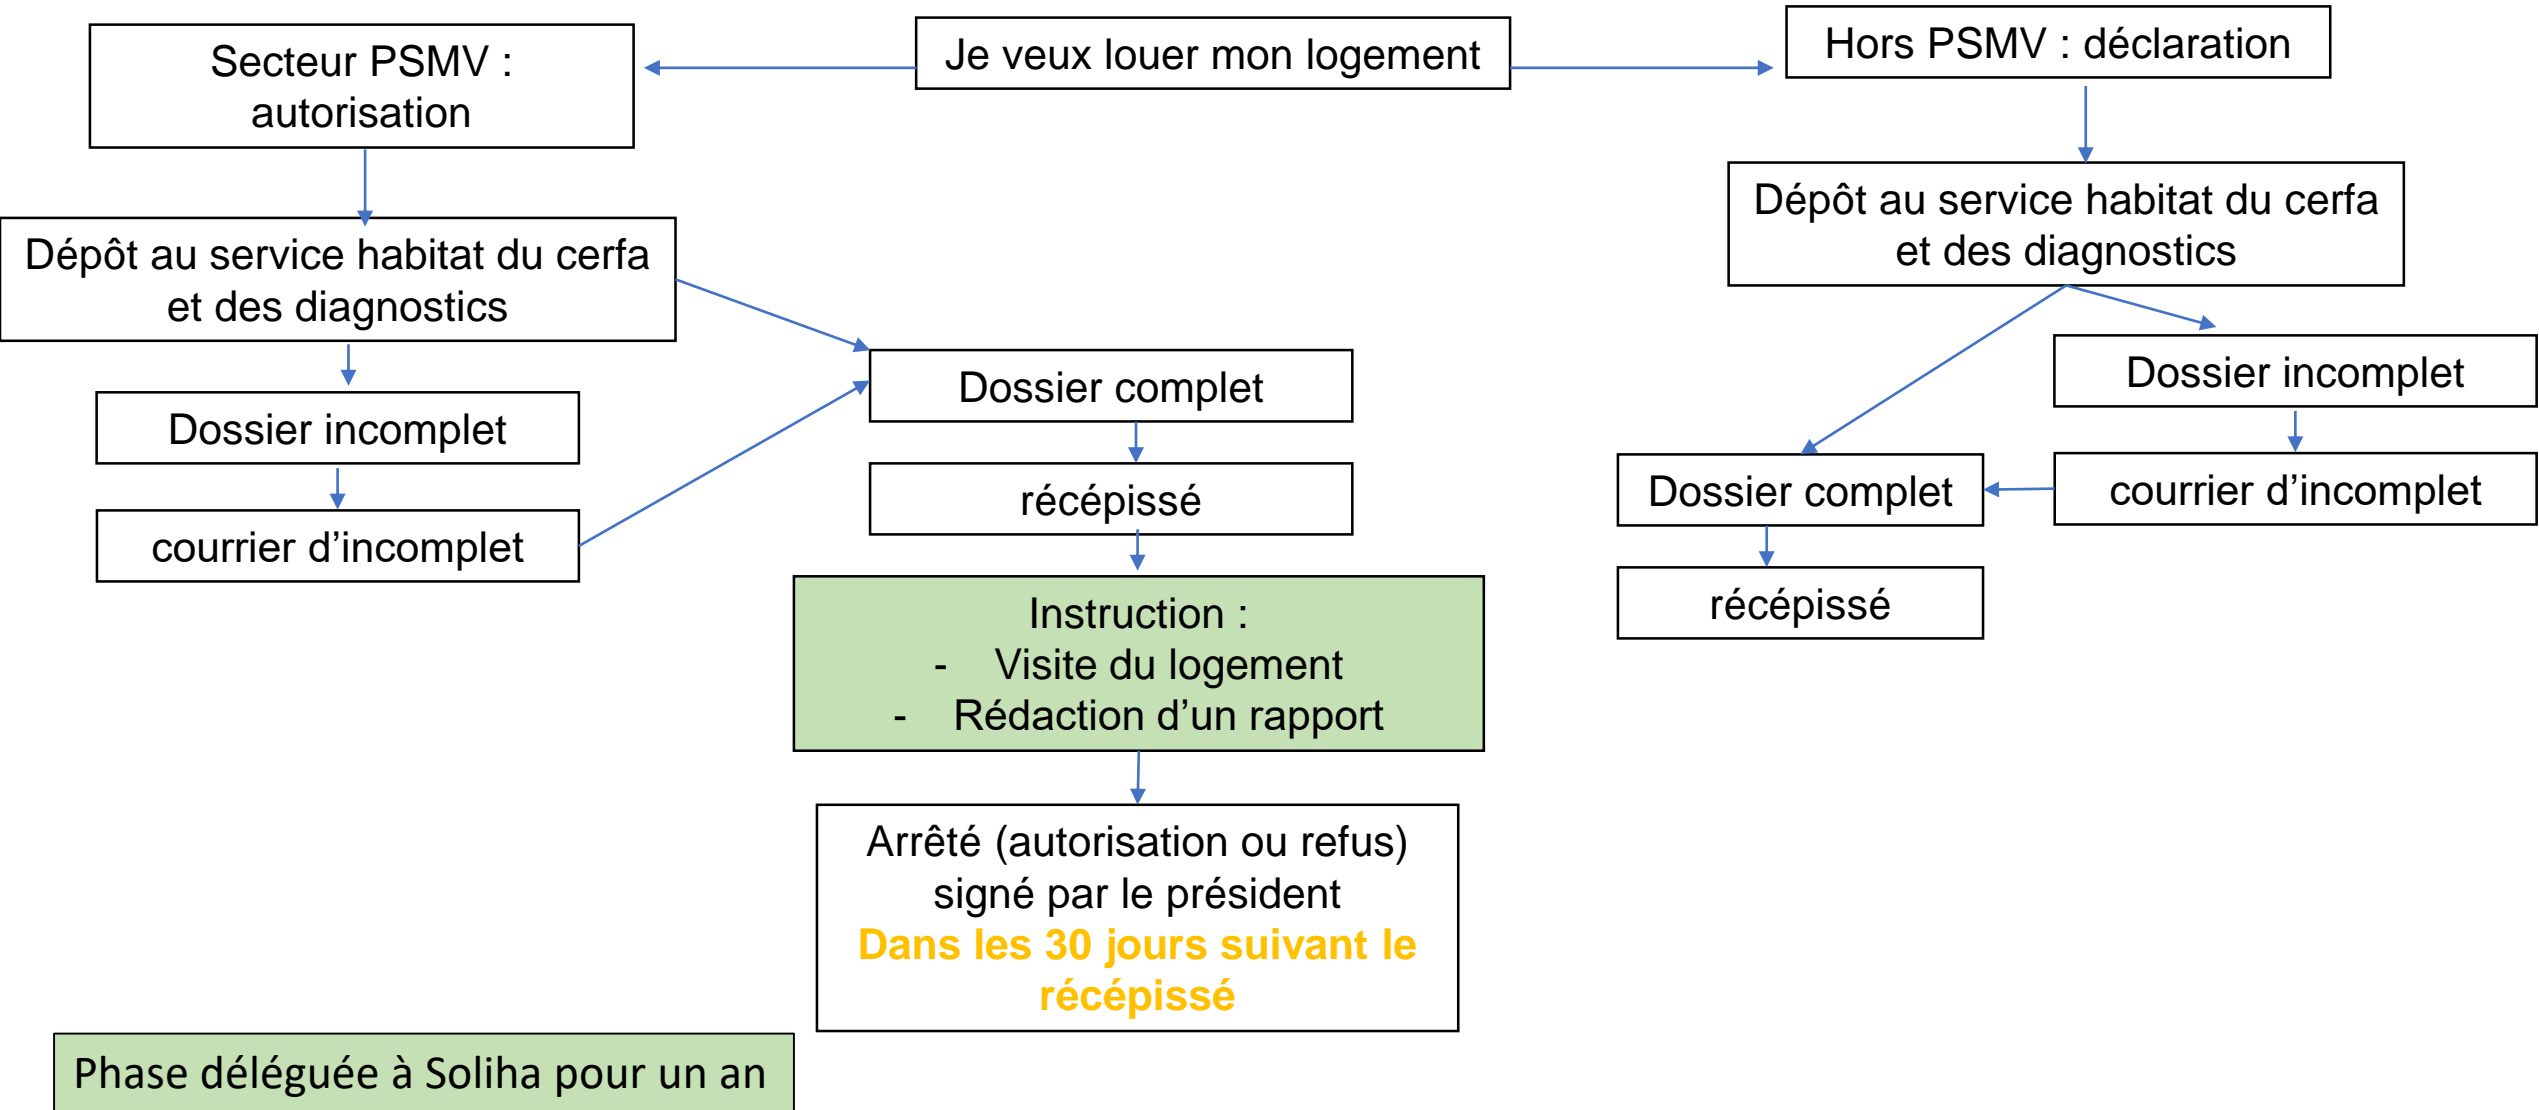 Je veux louer mon logement
Secteur PSMV :
autorisation
Dépôt au service habitat du cerfa
et des diagnostics
Dossier incomplet
courrier d’incomplet
Dossier complet
récépissé
Instruction :
- Visite du logement
- Rédaction d’un rapport
Arrêté (autorisation ou refus)
signé par le président
Dans les 30 jours suivant le
récépissé
Hors PSMV : déclaration
Dépôt au service habitat du cerfa
et des diagnostics
Dossier incomplet
courrier d’incomplet
Dossier complet
récépissé
Phase déléguée à Soliha pour un an